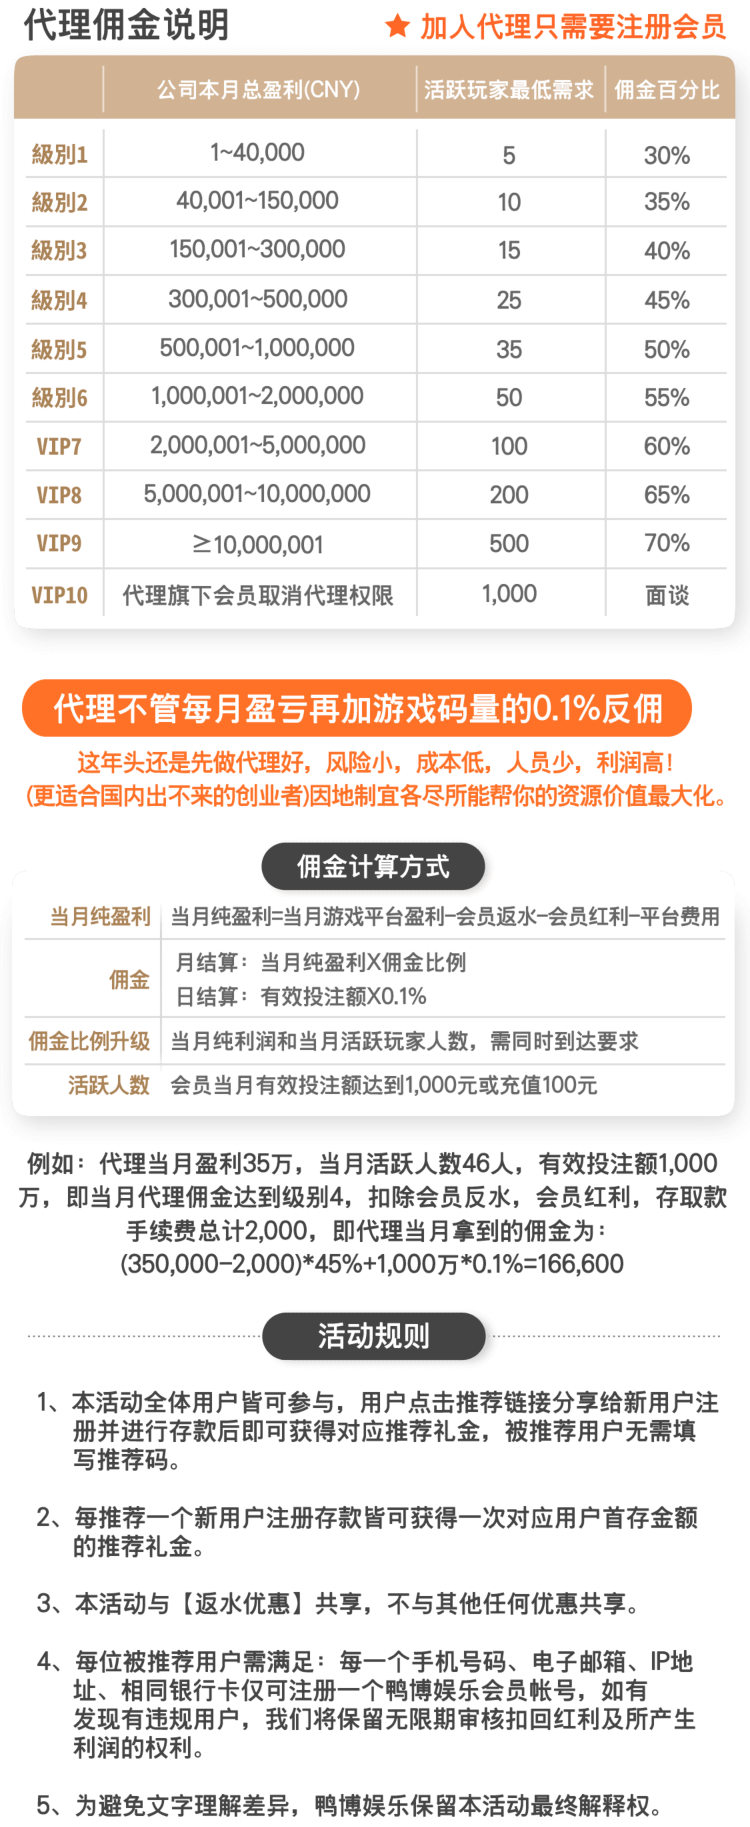 代理佣金说明
★ 加入代理只需要注册会员
公司本月总盈利(CNY) 活跃玩家最低需求 佣金百分比
級別1 1~40,000 5 30%
級別2 40,001~150,000 10 35%
級別3 150,001~300,000 15 40%
級別4 300,001~500,000 25 45%
級別5 500,001~1,000,000 35 50%
級別6 1,000,001~2,000,000 50 55%
VIP7 2,000,001~5,000,000 100 60%
VIP8 5,000,001~10,000,000 200 65%
VIP9 ≥10,000,001 500 70%
VIP10 代理旗下会员取消代理权限 1,000 面谈
代理不管每月盈亏再加游戏码量的0.1%反佣
这年头还是先做代理好，风险小，成本低，人员少，利润高！
(更适合国内出不来的创业者)因地制宜各尽所能帮你的资源价值最大化。
佣金计算方式
当月纯盈利 当月纯盈利=当月游戏平台盈利-会员返水-会员红利-平台费用
佣金 月结算：当月纯盈利X佣金比例
日结算：有效投注额X0.1%
佣金比例升级 当月纯利润和当月活跃玩家人数，需同时到达要求
活跃人数 会员当月有效投注额达到1,000元或充值100元
例如：代理当月盈利35万，当月活跃人数46人，有效投注额1,000
万，即当月代理佣金达到级别4，扣除会员反水，会员红利，存取款
手续费总计2,000，即代理当月拿到的佣金为：
(350,000-2,000)*45%+1,000万*0.1%=166,600
活动规则
1、本活动全体用户皆可参与，用户点击推荐链接分享给新用户注
册并进行存款后即可获得对应推荐礼金，被推荐用户无需填
写推荐码。
2、每推荐一个新用户注册存款皆可获得一次对应用户首存金额
的推荐礼金。
3、本活动与【返水优惠】共享，不与其他任何优惠共享。
4、每位被推荐用户需满足：每一个手机号码、电子邮箱、IP地
址、相同银行卡仅可注册一个鸭博娱乐会员帐号，如有
发现有违规用户，我们将保留无限期审核扣回红利及所产生
利润的权利。
5、为避免文字理解差异，鸭博娱乐保留本活动最终解释权。